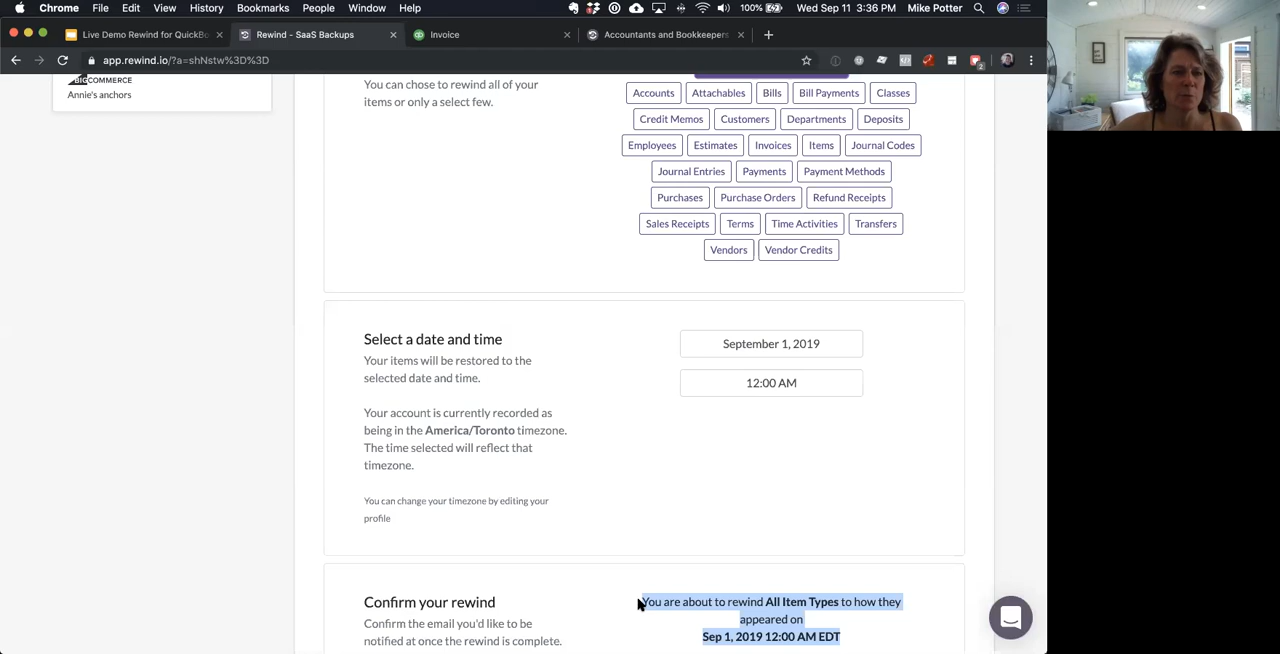 Chrome File Edit View History Bookmarks People Window Help 100% Wed Sep 11 3:36 PM Mike Potter
Live Demo Rewind for QuickBo Rewind - SaaS Backups Invoice Accountants and Bookkeepers
app.rewind.io/?a=shNstw%3D%3D
BIGCOMMERCE
Annie's anchors
You can chose to rewind all of your
items or only a select few.
Accounts Attachables Bills Bill Payments Classes
Credit Memos Customers Departments Deposits
Employees Estimates Invoices Items Journal Codes
Journal Entries Payments Payment Methods
Purchases Purchase Orders Refund Receipts
Sales Receipts Terms Time Activities Transfers
Vendors Vendor Credits
Select a date and time
Your items will be restored to the
selected date and time.
Your account is currently recorded as
being in the America/Toronto timezone.
The time selected will reflect that
timezone.
You can change your timezone by editing your
profile
September 1, 2019
12:00 AM
Confirm your rewind
Confirm the email you'd like to be
notified at once the rewind is complete.
You are about to rewind All Item Types to how they
appeared on
Sep 1, 2019 12:00 AM EDT